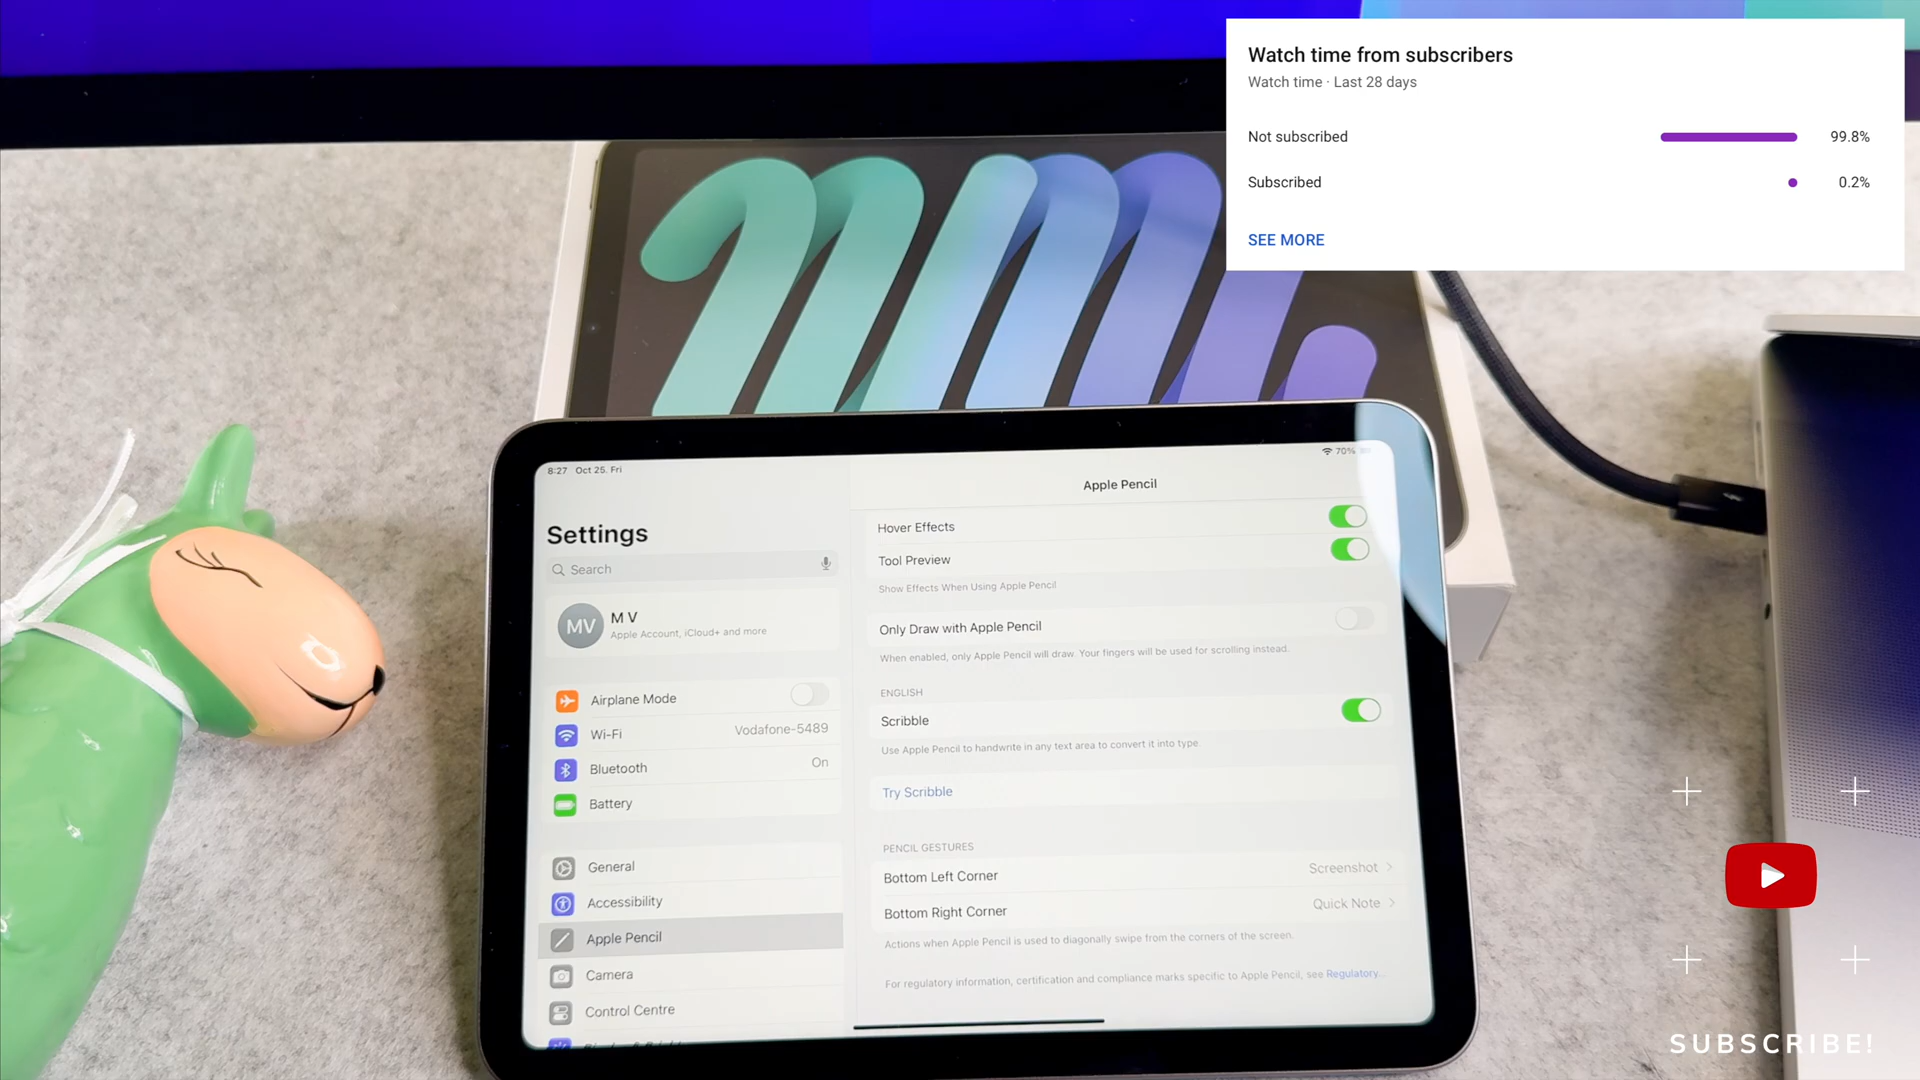 Watch time from subscribers
Watch time · Last 28 days
Not subscribed 99.8%
Subscribed 0.2%
SEE MORE
8:27 Oct 25. Fri
70%
Settings
Search
MV
M V
Apple Account, iCloud+ and more
Airplane Mode
Wi-Fi Vodafone-5489
Bluetooth On
Battery
General
Accessibility
Apple Pencil
Camera
Control Centre
Apple Pencil
Hover Effects
Tool Preview
Show Effects When Using Apple Pencil
Only Draw with Apple Pencil
When enabled, only Apple Pencil will draw. Your fingers will be used for scrolling instead.
ENGLISH
Scribble
Use Apple Pencil to handwrite in any text area to convert it into type.
Try Scribble
PENCIL GESTURES
Bottom Left Corner Screenshot
Bottom Right Corner Quick Note
Actions when Apple Pencil is used to diagonally swipe from the corners of the screen.
For regulatory information, certification and compliance marks specific to Apple Pencil, see Regulatory...
SUBSCRIBE!